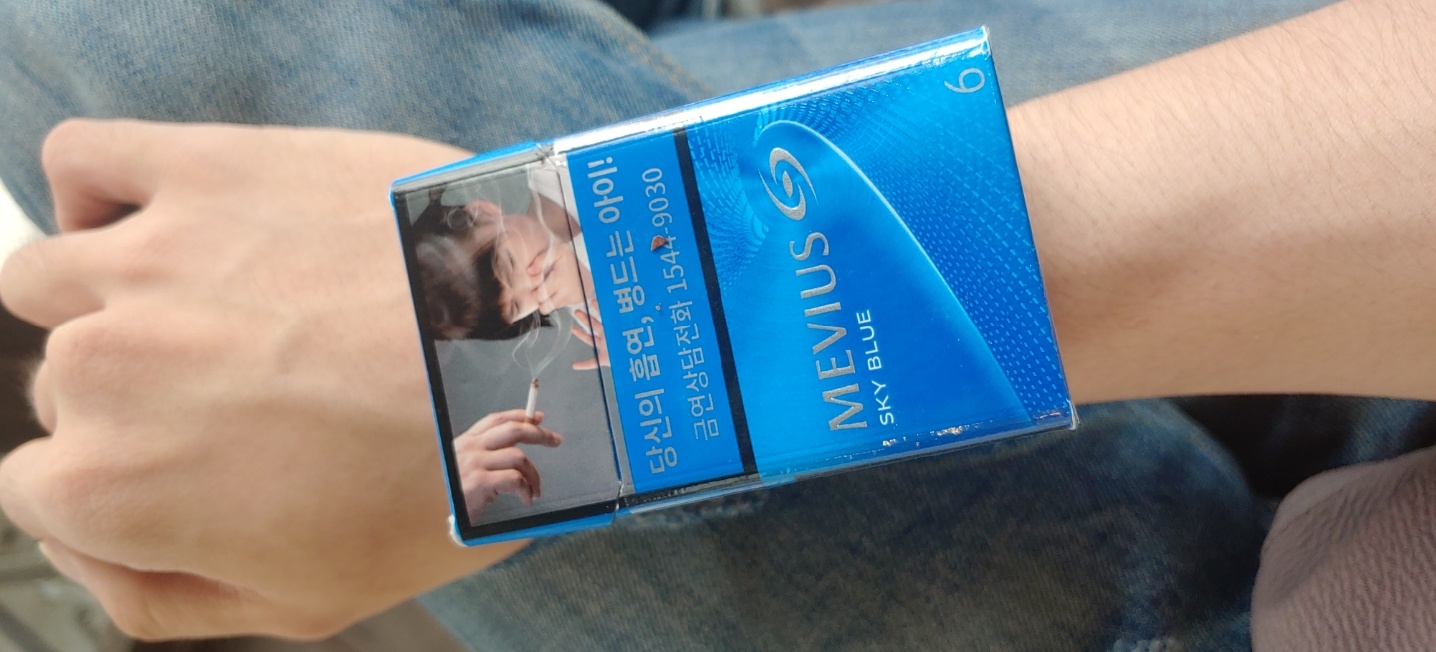 당신의 흡연, 병드는 아이!
금연상담전화 1544-9030
MEVIUS
SKY BLUE
6